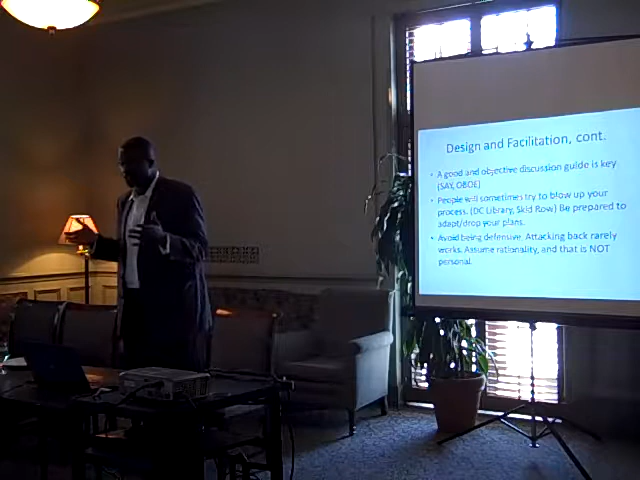 Design and Facilitation, cont.
• A good and objective discussion guide is key
(SAY, OBOE)
• People will sometimes try to blow up your
process. (DC Library, Skid Row) Be prepared to
adapt/drop your plans.
• Avoid being defensive. Attacking back rarely
works. Assume rationality, and that is NOT
personal.